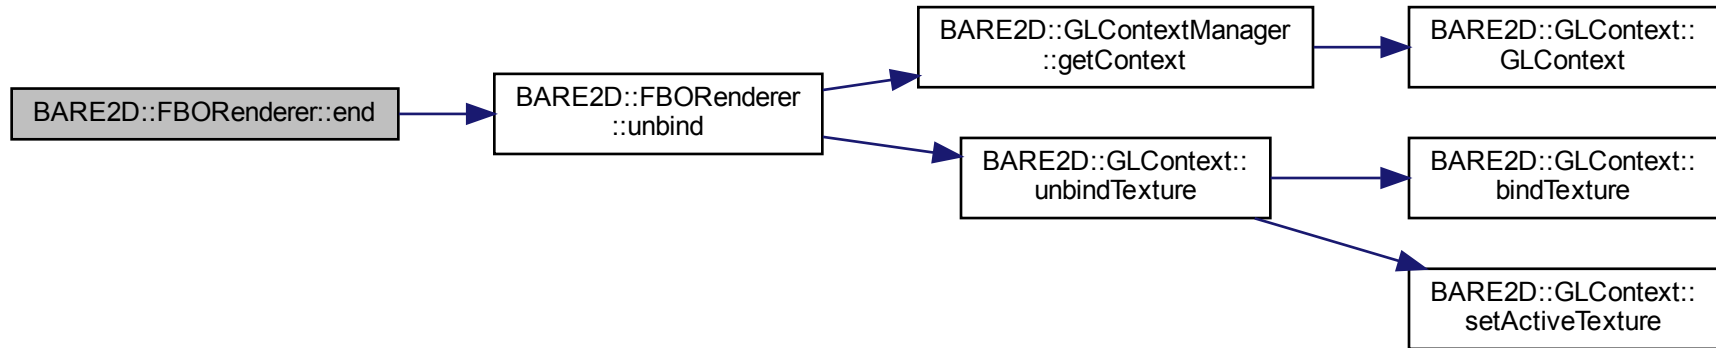 BARE2D::FBORenderer::end
BARE2D::FBORenderer
::unbind
BARE2D::GLContextManager
::getContext
BARE2D::GLContext::
GLContext
BARE2D::GLContext::
unbindTexture
BARE2D::GLContext::
bindTexture
BARE2D::GLContext::
setActiveTexture